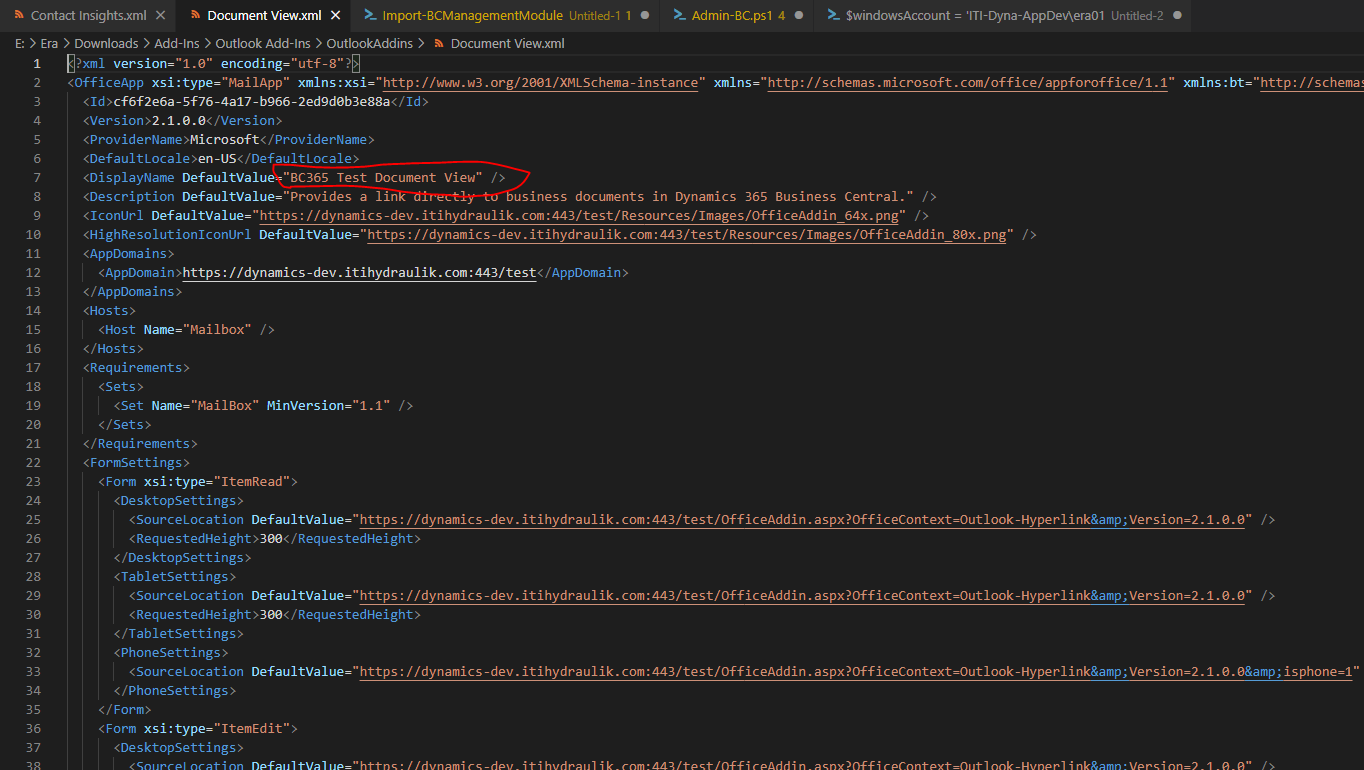 Contact Insights.xml
Document View.xml
Import-BCManagementModule Untitled-1 1
Admin-BC.ps1 4
$windowsAccount = 'ITI-Dyna-AppDev\era01 Untitled-2
E: > Era > Downloads > Add-Ins > Outlook Add-Ins > OutlookAddins > Document View.xml
1 <?xml version="1.0" encoding="utf-8"?>
2 <OfficeApp xsi:type="MailApp" xmlns:xsi="http://www.w3.org/2001/XMLSchema-instance" xmlns="http://schemas.microsoft.com/office/appforoffice/1.1" xmlns:bt="http://schemas
3 <Id>cf6f2e6a-5f76-4a17-b966-2ed9d0b3e88a</Id>
4 <Version>2.1.0.0</Version>
5 <ProviderName>Microsoft</ProviderName>
6 <DefaultLocale>en-US</DefaultLocale>
7 <DisplayName DefaultValue="BC365 Test Document View" />
8 <Description DefaultValue="Provides a link directly to business documents in Dynamics 365 Business Central." />
9 <IconUrl DefaultValue="https://dynamics-dev.itihydraulik.com:443/test/Resources/Images/OfficeAddin_64x.png" />
10 <HighResolutionIconUrl DefaultValue="https://dynamics-dev.itihydraulik.com:443/test/Resources/Images/OfficeAddin_80x.png" />
11 <AppDomains>
12 <AppDomain>https://dynamics-dev.itihydraulik.com:443/test</AppDomain>
13 </AppDomains>
14 <Hosts>
15 <Host Name="Mailbox" />
16 </Hosts>
17 <Requirements>
18 <Sets>
19 <Set Name="MailBox" MinVersion="1.1" />
20 </Sets>
21 </Requirements>
22 <FormSettings>
23 <Form xsi:type="ItemRead">
24 <DesktopSettings>
25 <SourceLocation DefaultValue="https://dynamics-dev.itihydraulik.com:443/test/OfficeAddin.aspx?OfficeContext=Outlook-Hyperlink&amp;Version=2.1.0.0" />
26 <RequestedHeight>300</RequestedHeight>
27 </DesktopSettings>
28 <TabletSettings>
29 <SourceLocation DefaultValue="https://dynamics-dev.itihydraulik.com:443/test/OfficeAddin.aspx?OfficeContext=Outlook-Hyperlink&amp;Version=2.1.0.0" />
30 <RequestedHeight>300</RequestedHeight>
31 </TabletSettings>
32 <PhoneSettings>
33 <SourceLocation DefaultValue="https://dynamics-dev.itihydraulik.com:443/test/OfficeAddin.aspx?OfficeContext=Outlook-Hyperlink&amp;Version=2.1.0.0&amp;isphone=1"
34 </PhoneSettings>
35 </Form>
36 <Form xsi:type="ItemEdit">
37 <DesktopSettings>
38 <SourceLocation DefaultValue="https://dynamics-dev.itihydraulik.com:443/test/OfficeAddin.aspx?OfficeContext=Outlook-Hyperlink&amp;Version=2.1.0.0" />